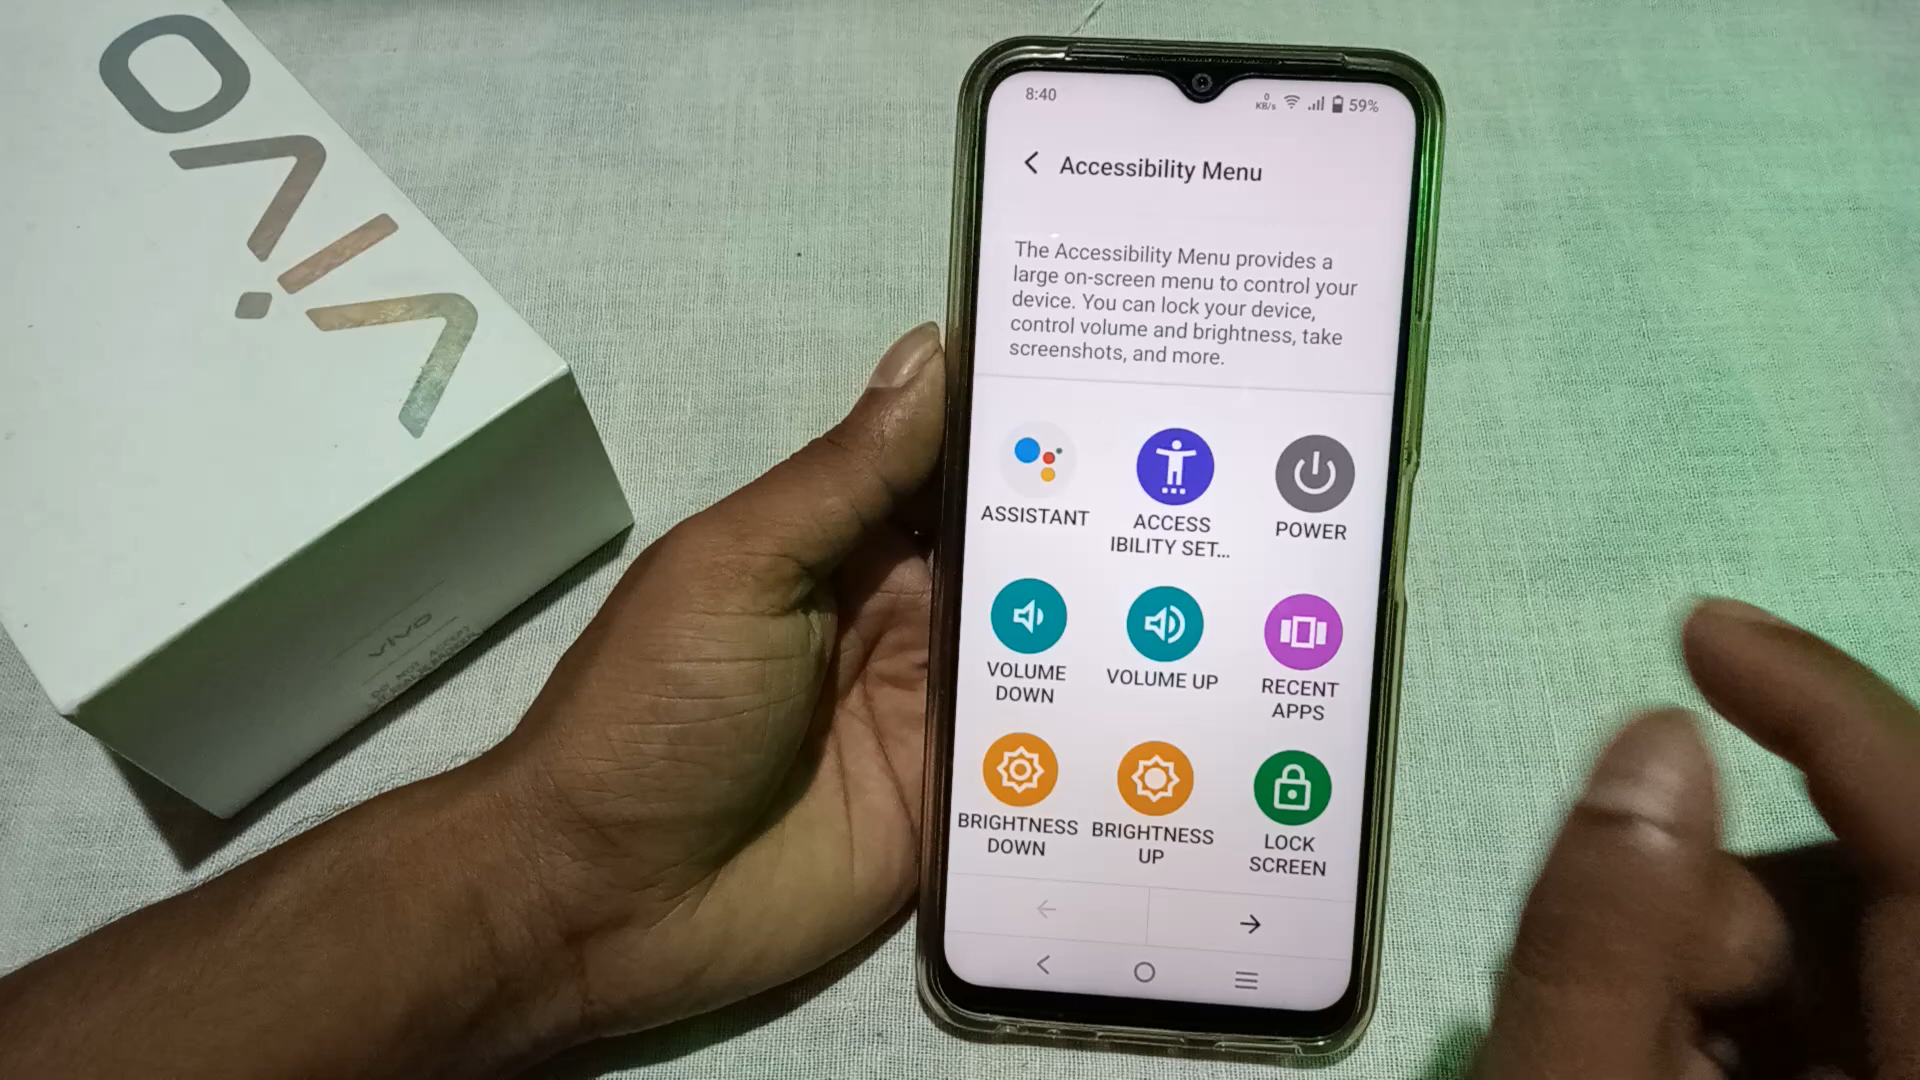 vivo
vivo
8:40
0
KB/s
59%
Accessibility Menu
The Accessibility Menu provides a
large on-screen menu to control your
device. You can lock your device,
control volume and brightness, take
screenshots, and more.
ASSISTANT
ACCESS
IBILITY SET...
POWER
VOLUME
DOWN
VOLUME UP
RECENT
APPS
BRIGHTNESS
DOWN
BRIGHTNESS
UP
LOCK
SCREEN